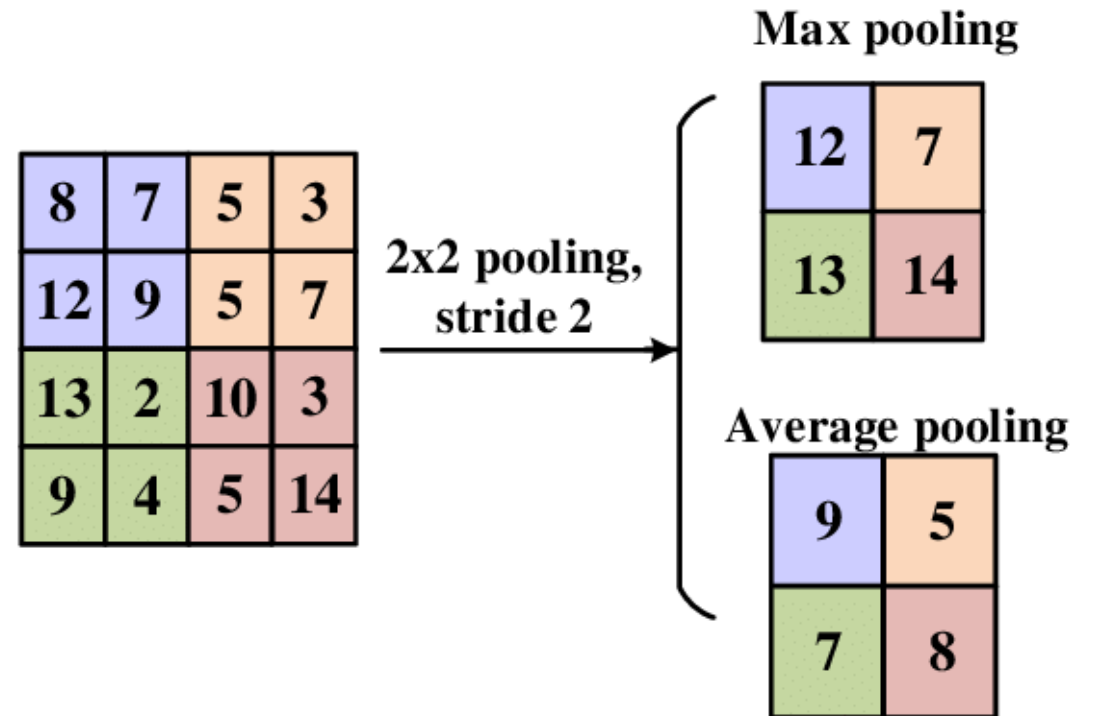 8 7 5 3
12 9 5 7
13 2 10 3
9 4 5 14
2x2 pooling,
stride 2
Max pooling
12 7
13 14
Average pooling
9 5
7 8